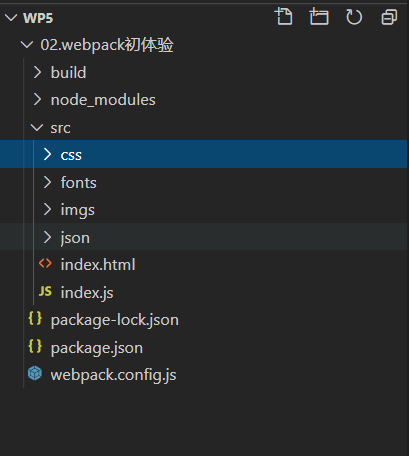 WP5
02.webpack初体验
build
node_modules
src
css
fonts
imgs
json
index.html
JS index.js
{} package-lock.json
{} package.json
webpack.config.js